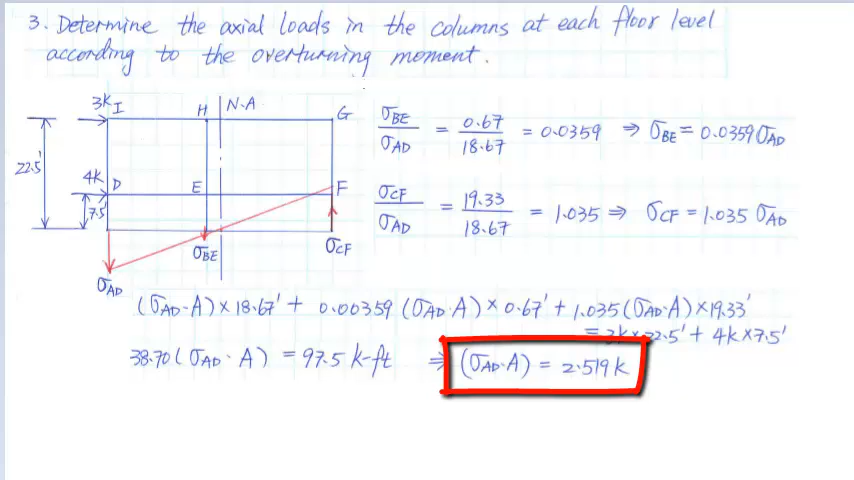 3. Determine the axial loads in the columns at each floor level
according to the overturning moment.
3K I H N.A G
22.5'
4K D E F
7.5'
σAD σBE σCF
σBE/σAD = 0.67/18.67 = 0.0359 ⇒ σBE = 0.0359 σAD
σCF/σAD = 19.33/18.67 = 1.035 ⇒ σCF = 1.035 σAD
(σAD·A) × 18.67' + 0.00359 (σAD·A) × 0.67' + 1.035 (σAD·A) × 19.33'
= 3K × 22.5' + 4K × 7.5'
38.70 (σAD·A) = 97.5 k-ft ⇒ (σAD·A) = 2.519 k